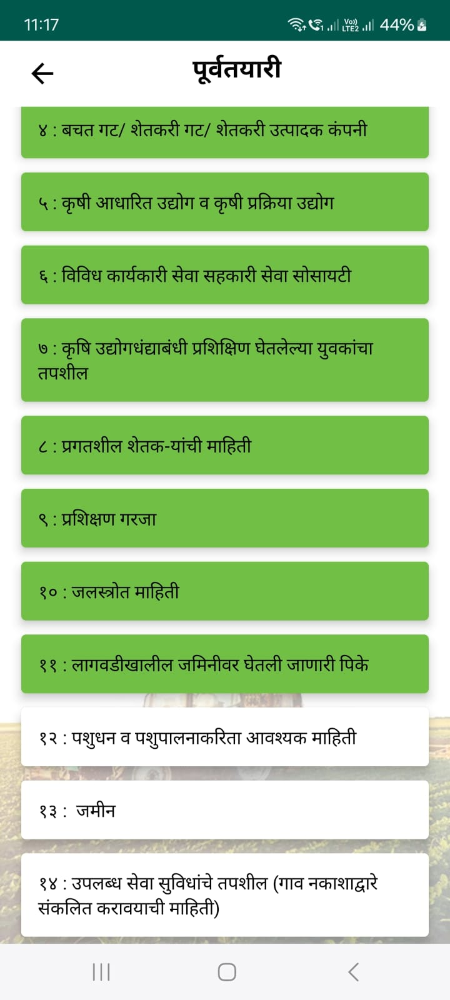 11:17
Vo)) LTE2 44%
पूर्वतयारी
४ : बचत गट/ शेतकरी गट/ शेतकरी उत्पादक कंपनी
५ : कृषी आधारित उद्योग व कृषी प्रक्रिया उद्योग
६ : विविध कार्यकारी सेवा सहकारी सेवा सोसायटी
७ : कृषि उद्योगधंद्याबंधी प्रशिक्षिण घेतलेल्या युवकांचा
तपशील
८ : प्रगतशील शेतक-यांची माहिती
९ : प्रशिक्षण गरजा
१० : जलस्त्रोत माहिती
११ : लागवडीखालील जमिनीवर घेतली जाणारी पिके
१२ : पशुधन व पशुपालनाकरिता आवश्यक माहिती
१३ :  जमीन
१४ : उपलब्ध सेवा सुविधांचे तपशील (गाव नकाशाद्वारे
संकलित करावयाची माहिती)